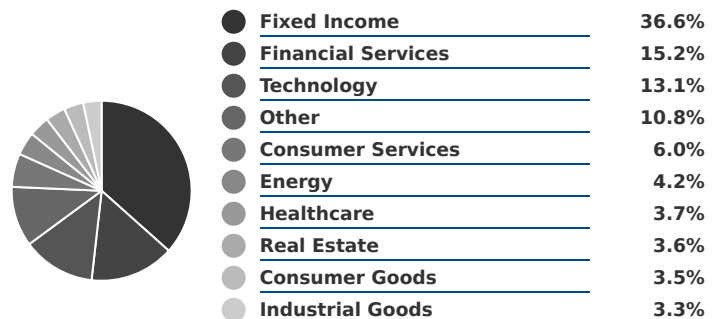 Fixed Income 36.6%
Financial Services 15.2%
Technology 13.1%
Other 10.8%
Consumer Services 6.0%
Energy 4.2%
Healthcare 3.7%
Real Estate 3.6%
Consumer Goods 3.5%
Industrial Goods 3.3%